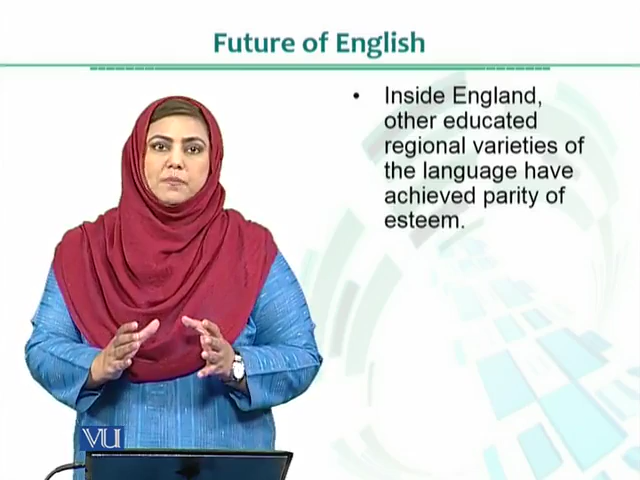 Future of English
• Inside England,
other educated
regional varieties of
the language have
achieved parity of
esteem.
VU